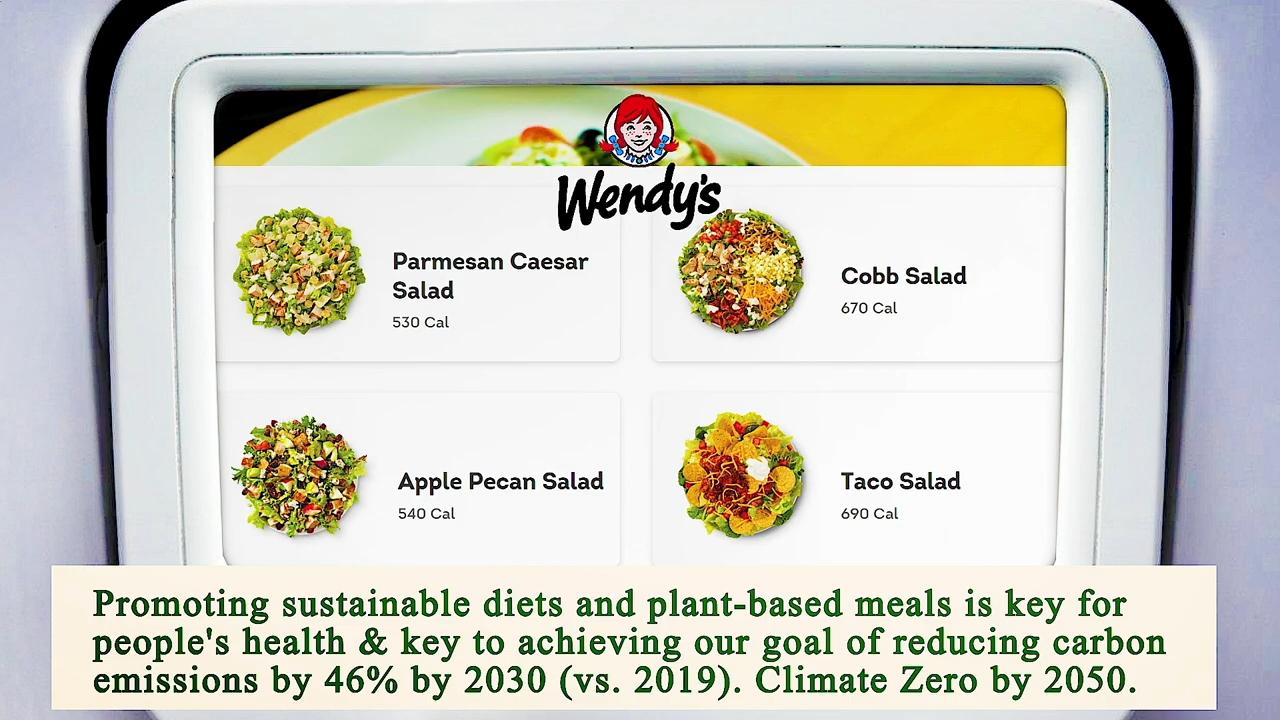 Wendy's
Parmesan Caesar
Salad
530 Cal
Cobb Salad
670 Cal
Apple Pecan Salad
540 Cal
Taco Salad
690 Cal
Promoting sustainable diets and plant-based meals is key for
people's health & key to achieving our goal of reducing carbon
emissions by 46% by 2030 (vs. 2019). Climate Zero by 2050.